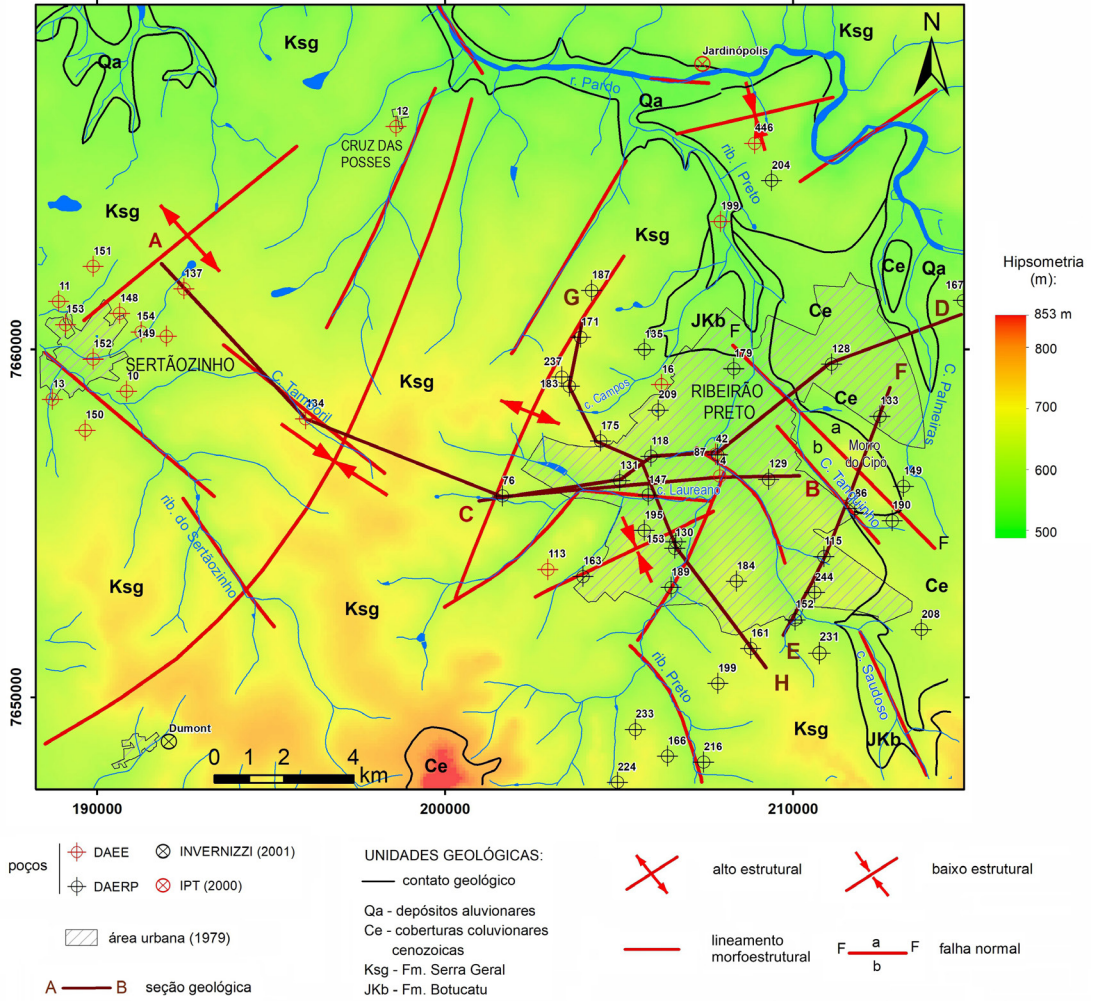 Ksg
Ksg
N
Qa
Jardinópolis
r. Pardo
Qa
12
CRUZ DAS
POSSES
446
204
rib. Preto
199
Ksg
A
Ksg
151
137
11
153
148
154
149
152
SERTÃOZINHO
13
10
150
G
187
171
JKb
F
135
179
237
183
16
209
c. Campos
RIBEIRÃO
PRETO
Ce
Qa
167
Ce
D
128
F
Ce
133
C. Palmeiras
a
b
Morro
do Cipo
C. Tamboril
134
Ksg
175
118
42
87
4
131
129
B
76
C
147
c. Laureano
C. Tanquinho
86
149
190
F
195
153
130
115
113
163
189
184
244
Ce
rib. do Sertãozinho
Ksg
Ksg
152
208
E
231
161
199
H
rib. Preto
c. Saudoso
Ksg
JKb
233
166
216
224
Dumont
Ce
0 1 2 4
km
7660000
7650000
190000
200000
210000
Hipsometria
(m):
853 m
800
700
600
500
poços
DAEE
INVERNIZZI (2001)
DAERP
IPT (2000)
área urbana (1979)
A B seção geológica
UNIDADES GEOLÓGICAS:
contato geológico
Qa - depósitos aluvionares
Ce - coberturas coluvionares
cenozoicas
Ksg - Fm. Serra Geral
JKb - Fm. Botucatu
alto estrutural
baixo estrutural
lineamento
morfoestrutural
F a F
b
falha normal